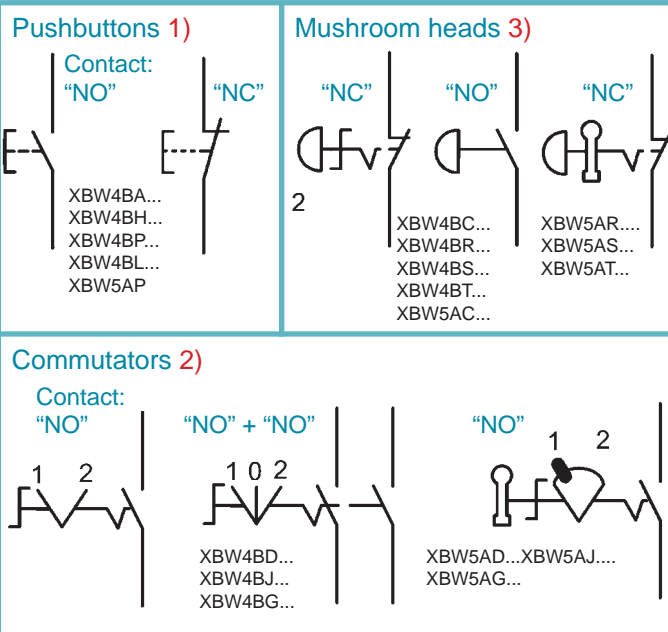 Pushbuttons 1)
Contact:
“NO”
“NC”
XBW4BA...
XBW4BH...
XBW4BP...
XBW4BL...
XBW5AP
Mushroom heads 3)
“NC”
“NO”
“NC”
2
XBW4BC...
XBW4BR...
XBW4BS...
XBW4BT...
XBW5AC...
XBW5AR....
XBW5AS...
XBW5AT...
Commutators 2)
Contact:
“NO”
“NO” + “NO”
“NO”
1 2
1 0 2
1 2
XBW4BD...
XBW4BJ...
XBW4BG...
XBW5AD...XBW5AJ....
XBW5AG...